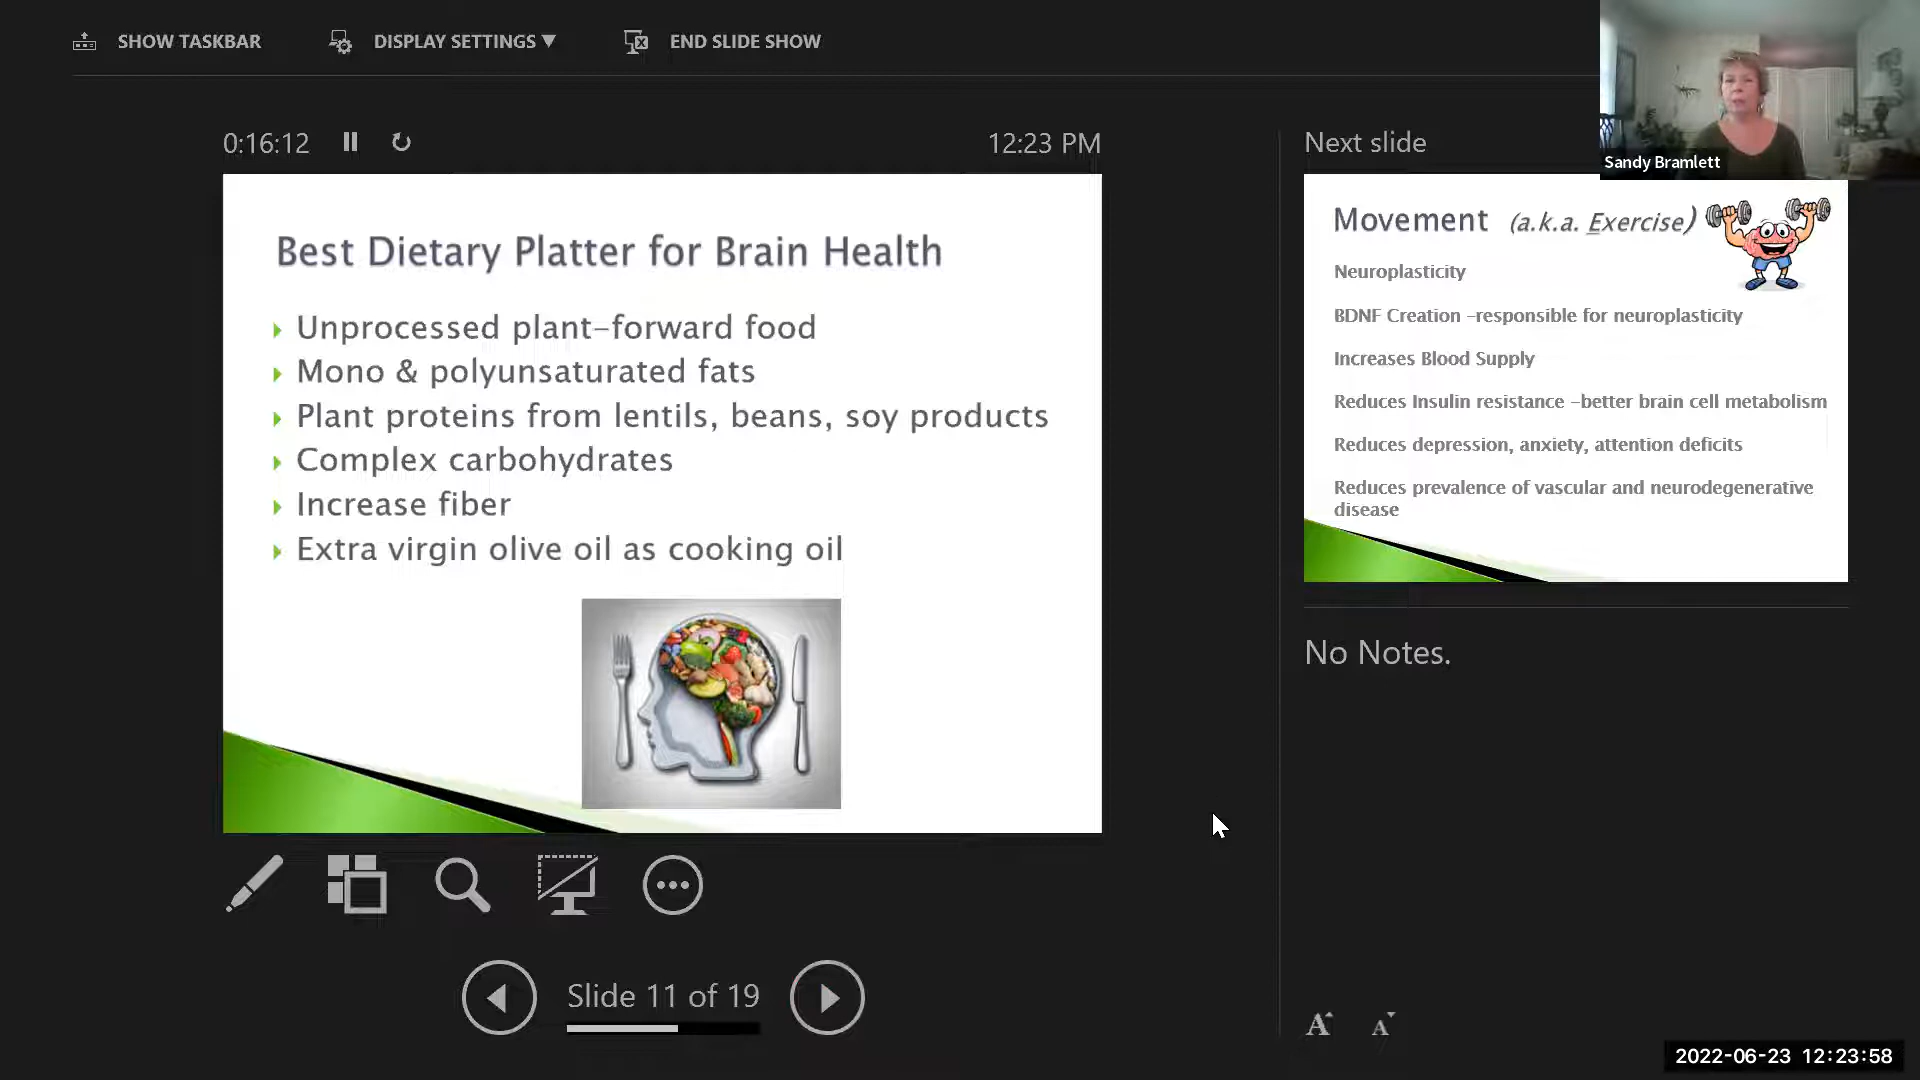 SHOW TASKBAR
DISPLAY SETTINGS ▼
END SLIDE SHOW
Sandy Bramlett
0:16:12
12:23 PM
Next slide
Best Dietary Platter for Brain Health
Unprocessed plant-forward food
Mono & polyunsaturated fats
Plant proteins from lentils, beans, soy products
Complex carbohydrates
Increase fiber
Extra virgin olive oil as cooking oil
Movement (a.k.a. Exercise)
Neuroplasticity
BDNF Creation –responsible for neuroplasticity
Increases Blood Supply
Reduces Insulin resistance –better brain cell metabolism
Reduces depression, anxiety, attention deficits
Reduces prevalence of vascular and neurodegenerative
disease
No Notes.
Slide 11 of 19
A A
2022-06-23 12:23:58